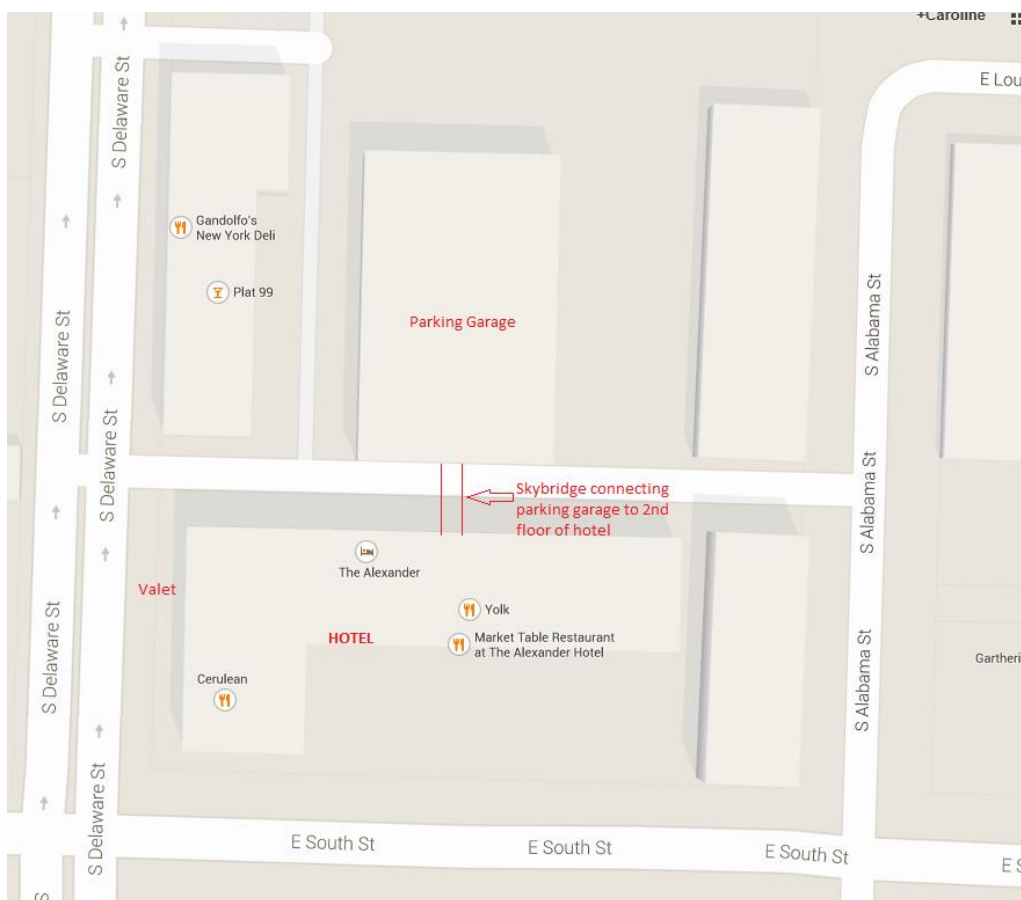 +Caroline
S Delaware St
E Lou
Gandolfo's
New York Deli
Plat 99
S Delaware St
Parking Garage
S Alabama St
S Delaware St
S Alabama St
Skybridge connecting
parking garage to 2nd
floor of hotel
The Alexander
Valet
Yolk
HOTEL
Market Table Restaurant
at The Alexander Hotel
S Delaware St
Cerulean
S Alabama St
Gartheri
S Delaware St
E South St
E South St
E South St
E S